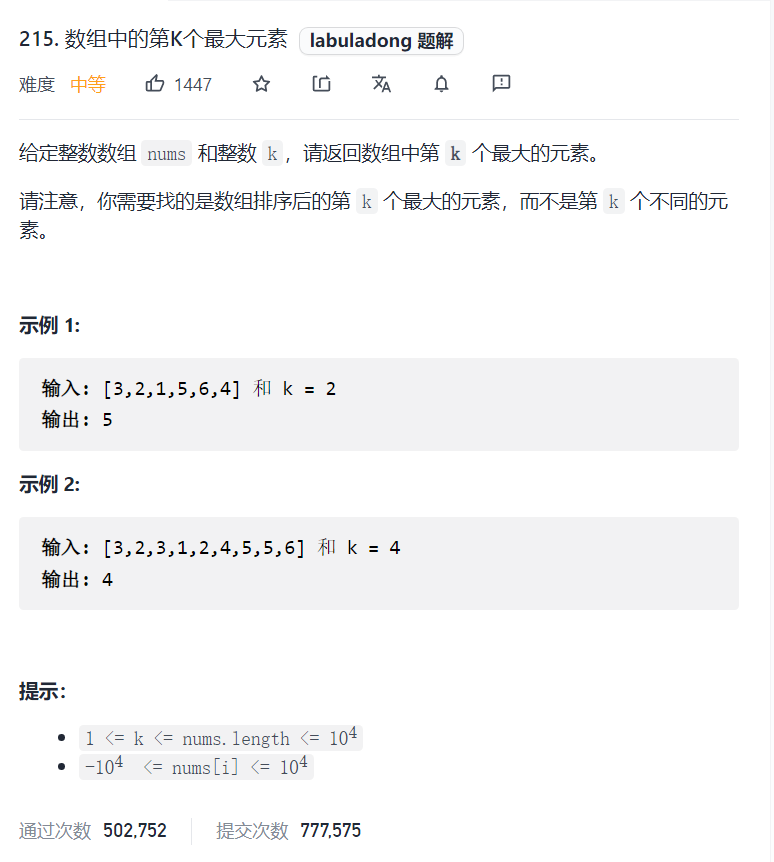 215. 数组中的第K个最大元素 labuladong 题解
难度 中等 1447
给定整数数组 nums 和整数 k，请返回数组中第 k 个最大的元素。
请注意，你需要找的是数组排序后的第 k 个最大的元素，而不是第 k 个不同的元
素。
示例 1:
输入: [3,2,1,5,6,4] 和 k = 2
输出: 5
示例 2:
输入: [3,2,3,1,2,4,5,5,6] 和 k = 4
输出: 4
提示:
• 1 <= k <= nums.length <= 10⁴
• -10⁴ <= nums[i] <= 10⁴
通过次数 502,752 提交次数 777,575